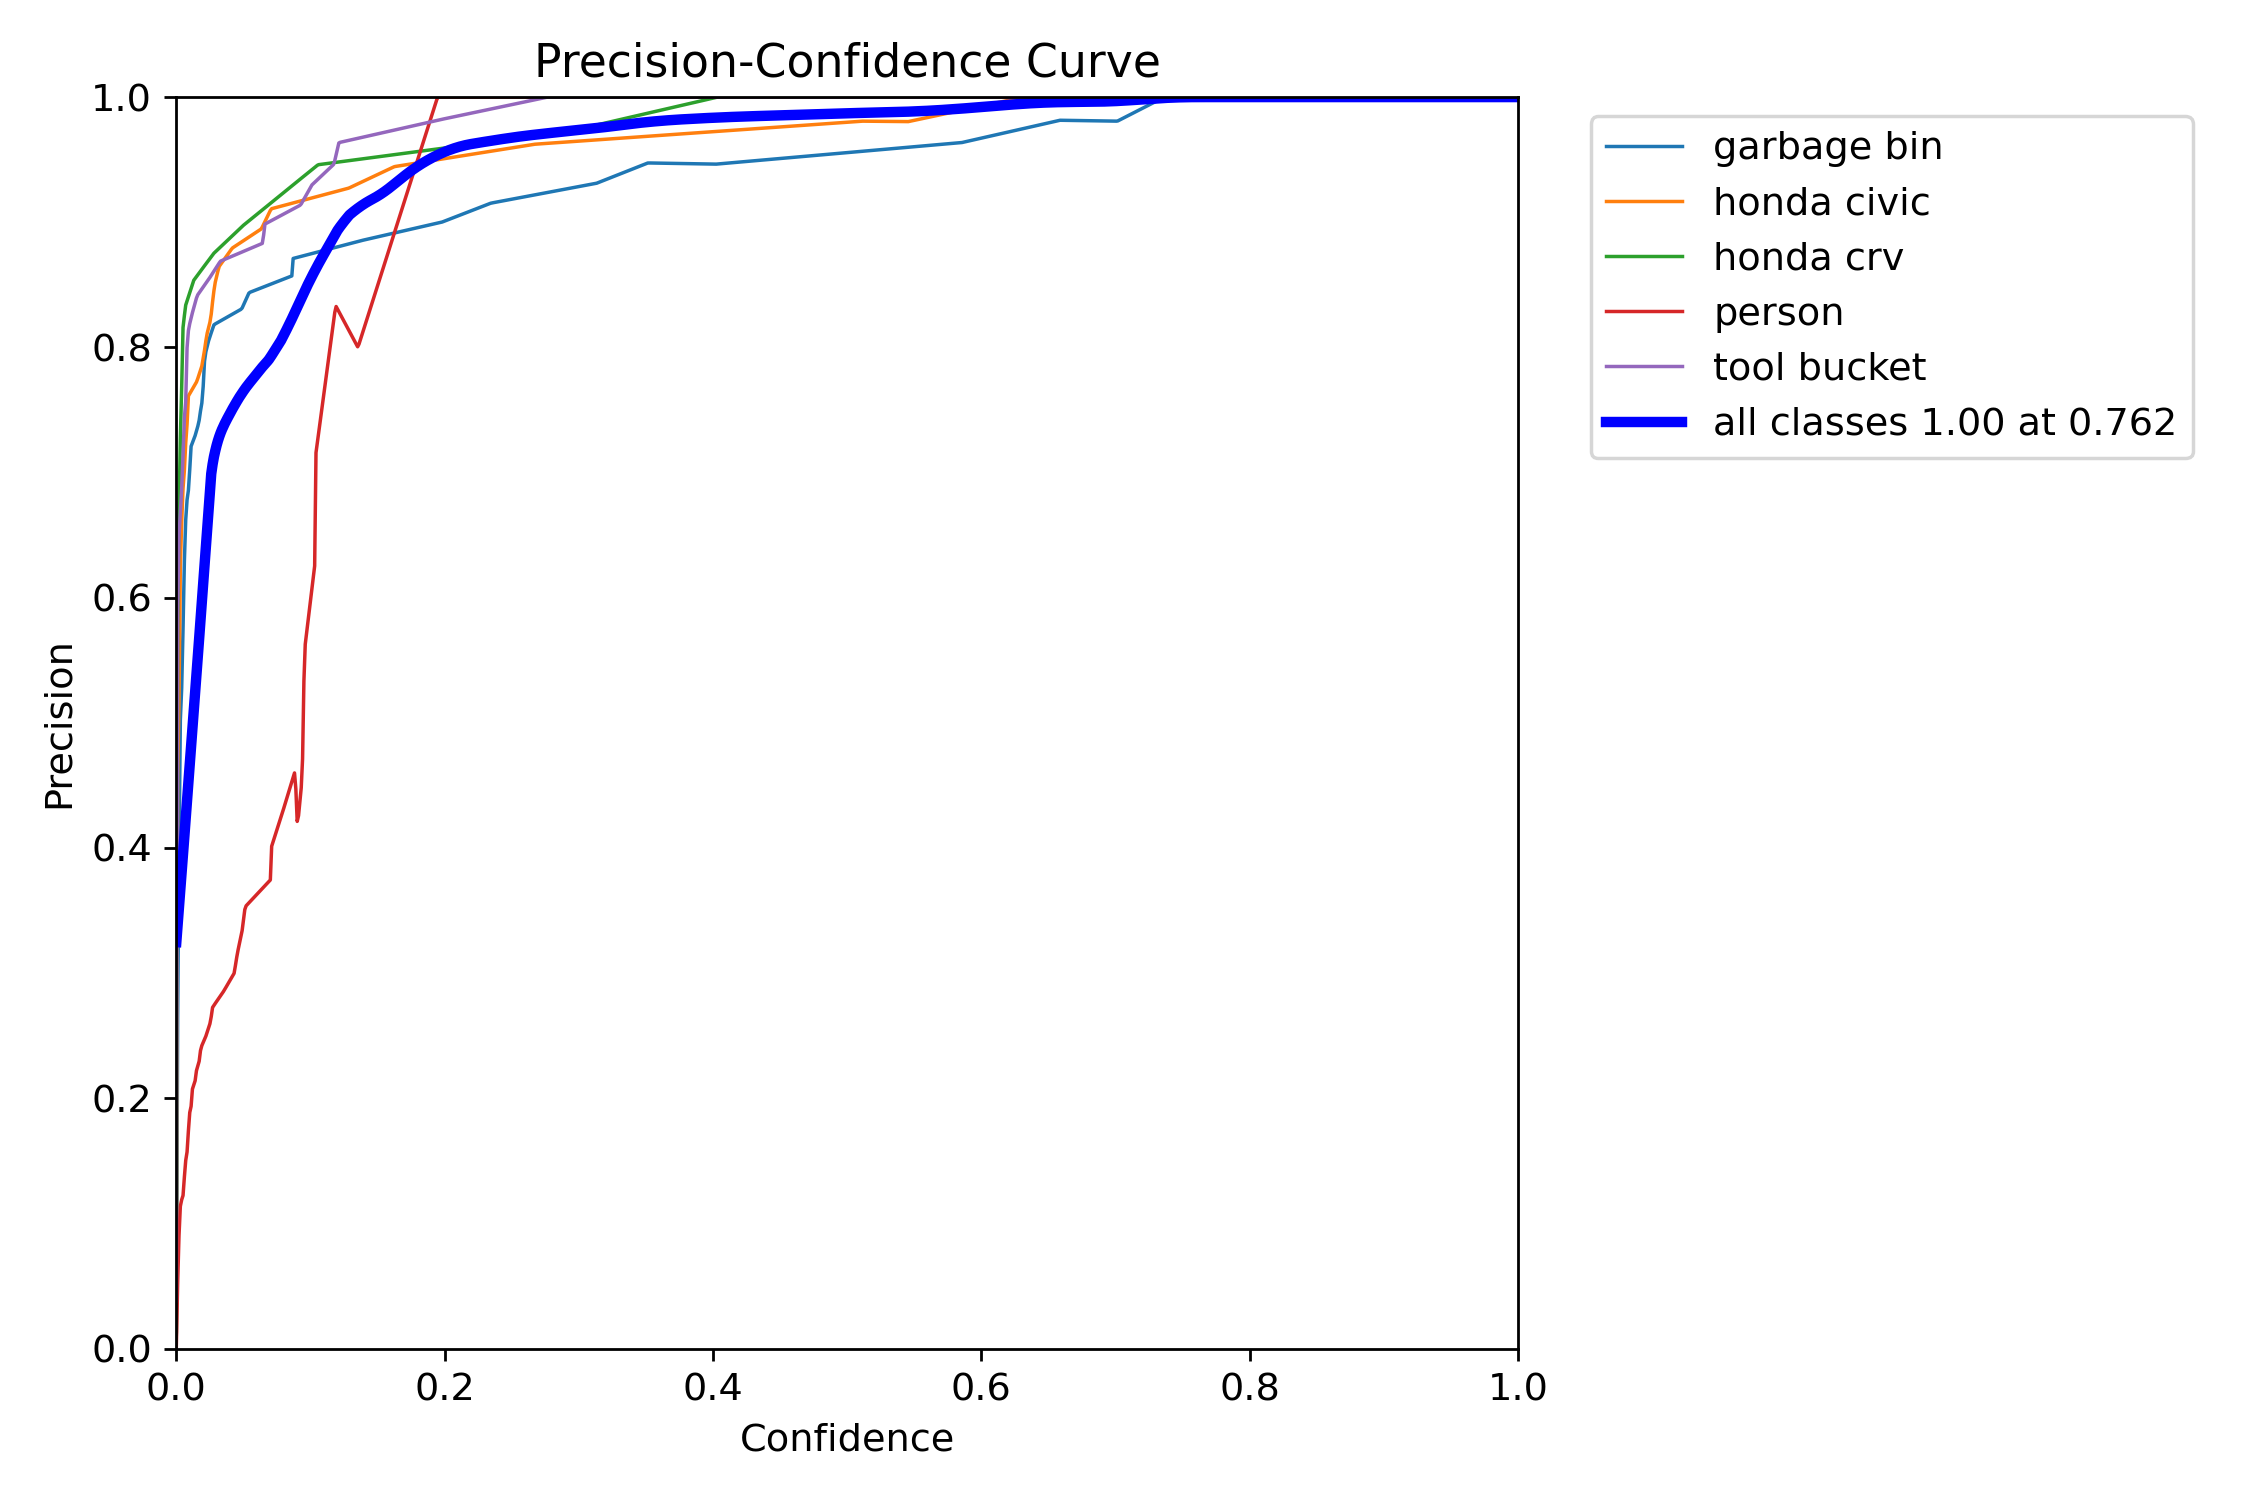 Precision-Confidence Curve
1.0
0.8
0.6
0.4
0.2
0.0
Precision
0.0 0.2 0.4 0.6 0.8 1.0
Confidence
garbage bin
honda civic
honda crv
person
tool bucket
all classes 1.00 at 0.762